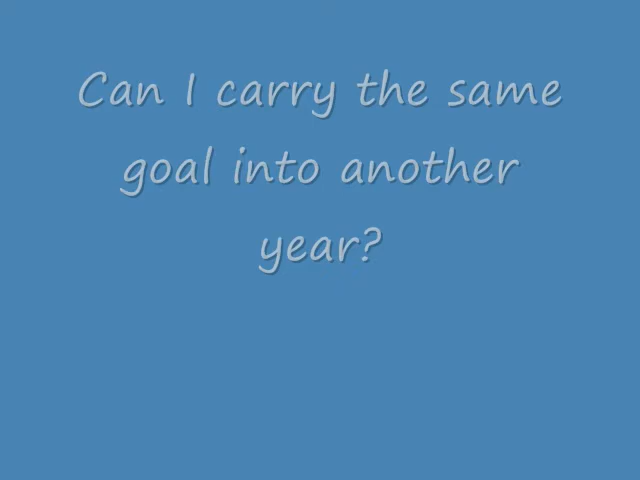 Can I carry the same
goal into another
year?